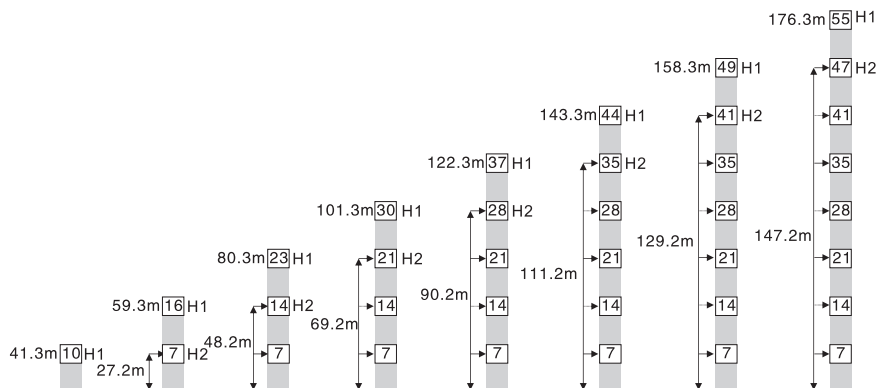 176.3m 55 H1
158.3m 49 H1 47 H2
143.3m 44 H1 41 H2 41
122.3m 37 H1 35 H2 35 35
101.3m 30 H1 28 H2 28 28 28
147.2m
129.2m
80.3m 23 H1 21 H2 21 21 21 21
111.2m
90.2m
59.3m 16 H1 14 H2 14 14 14 14 14
69.2m
48.2m
41.3m 10 H1 7 H2 7 7 7 7 7 7
27.2m